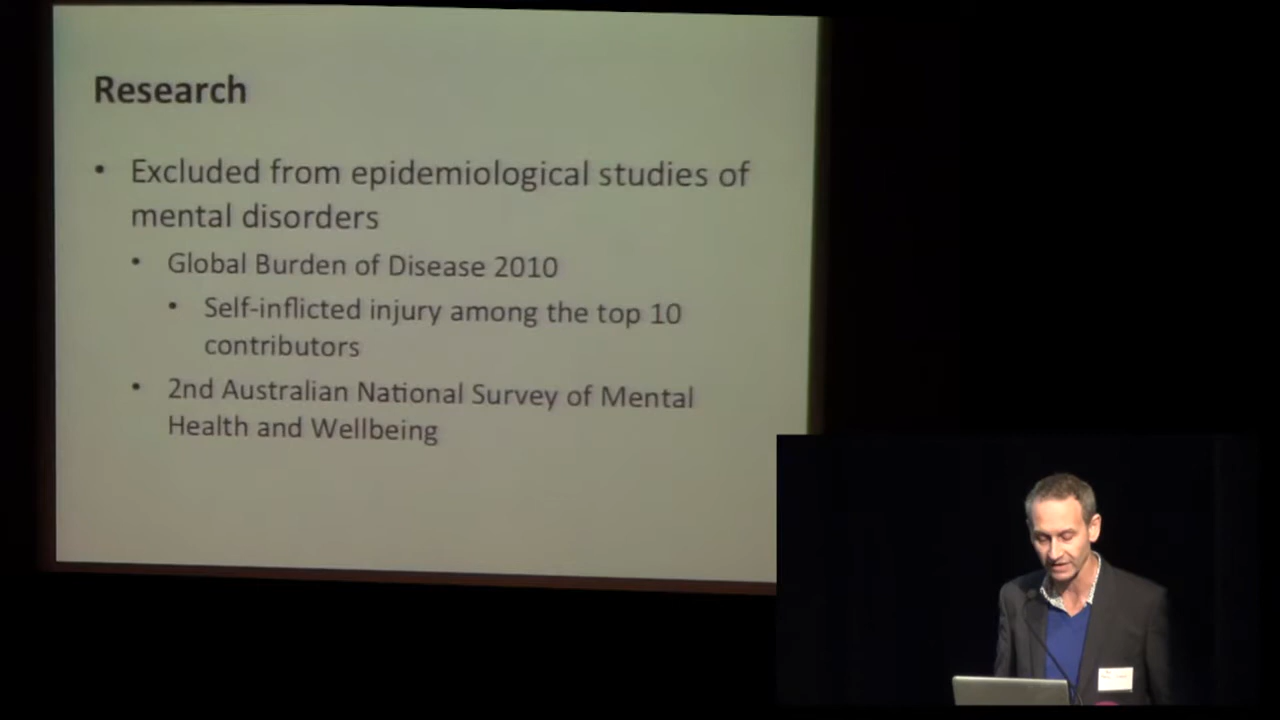 Research
• Excluded from epidemiological studies of
mental disorders
• Global Burden of Disease 2010
• Self-inflicted injury among the top 10
contributors
• 2nd Australian National Survey of Mental
Health and Wellbeing